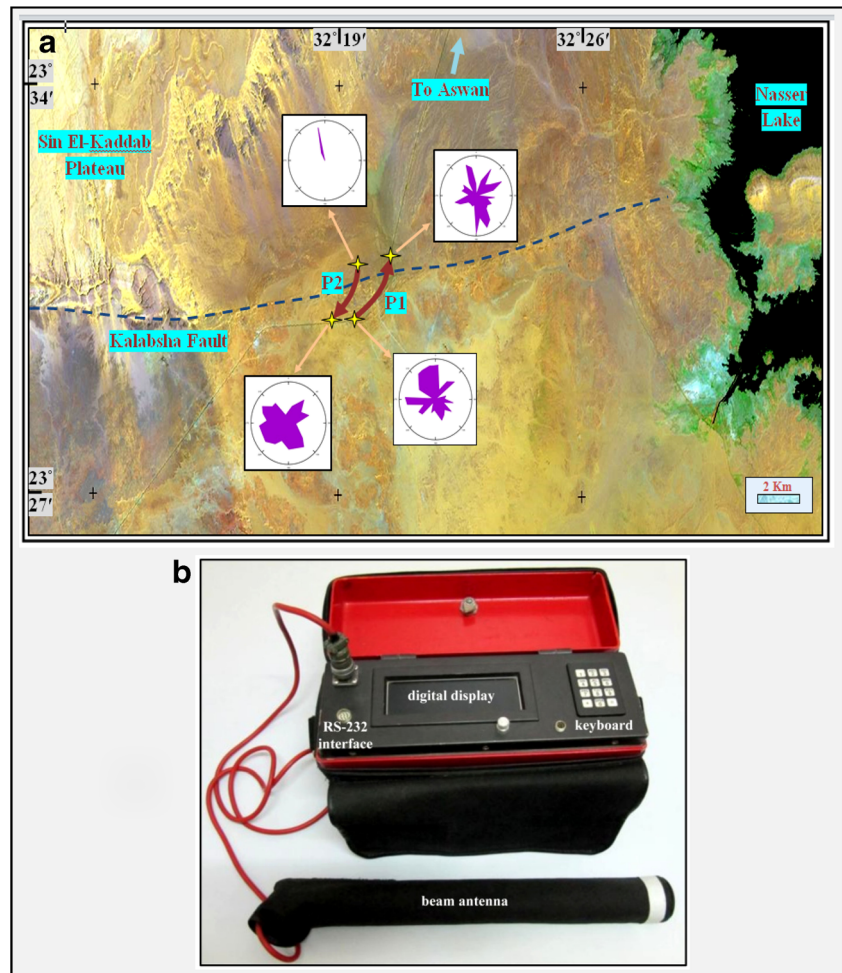 a
32° 19′
32° 26′
23°
34′
To Aswan
Nasser
Lake
Sin El-Kaddab
Plateau
P2
P1
Kalabsha Fault
23°
27′
2 Km
b
digital display
RS-232
interface
keyboard
beam antenna